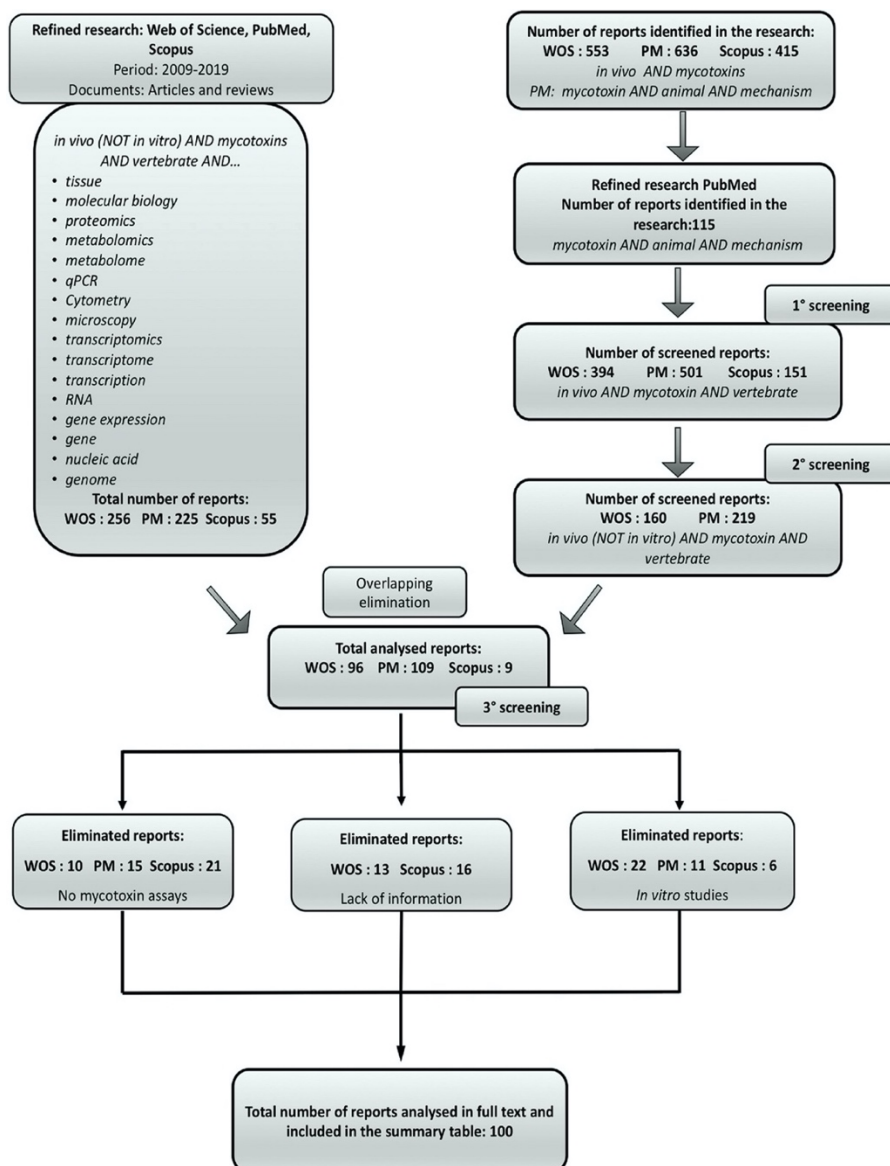 Refined research: Web of Science, PubMed,
Scopus
Period: 2009-2019
Documents: Articles and reviews
in vivo (NOT in vitro) AND mycotoxins
AND vertebrate AND...
• tissue
• molecular biology
• proteomics
• metabolomics
• metabolome
• qPCR
• Cytometry
• microscopy
• transcriptomics
• transcriptome
• transcription
• RNA
• gene expression
• gene
• nucleic acid
• genome
Total number of reports:
WOS : 256 PM : 225 Scopus : 55
Number of reports identified in the research:
WOS : 553 PM : 636 Scopus : 415
in vivo AND mycotoxins
PM: mycotoxin AND animal AND mechanism
Refined research PubMed
Number of reports identified in the
research:115
mycotoxin AND animal AND mechanism
1° screening
Number of screened reports:
WOS : 394 PM : 501 Scopus : 151
in vivo AND mycotoxin AND vertebrate
2° screening
Number of screened reports:
WOS : 160 PM : 219
in vivo (NOT in vitro) AND mycotoxin AND
vertebrate
Overlapping
elimination
Total analysed reports:
WOS : 96 PM : 109 Scopus : 9
3° screening
Eliminated reports:
WOS : 10 PM : 15 Scopus : 21
No mycotoxin assays
Eliminated reports:
WOS : 13 Scopus : 16
Lack of information
Eliminated reports:
WOS : 22 PM : 11 Scopus : 6
In vitro studies
Total number of reports analysed in full text and
included in the summary table: 100